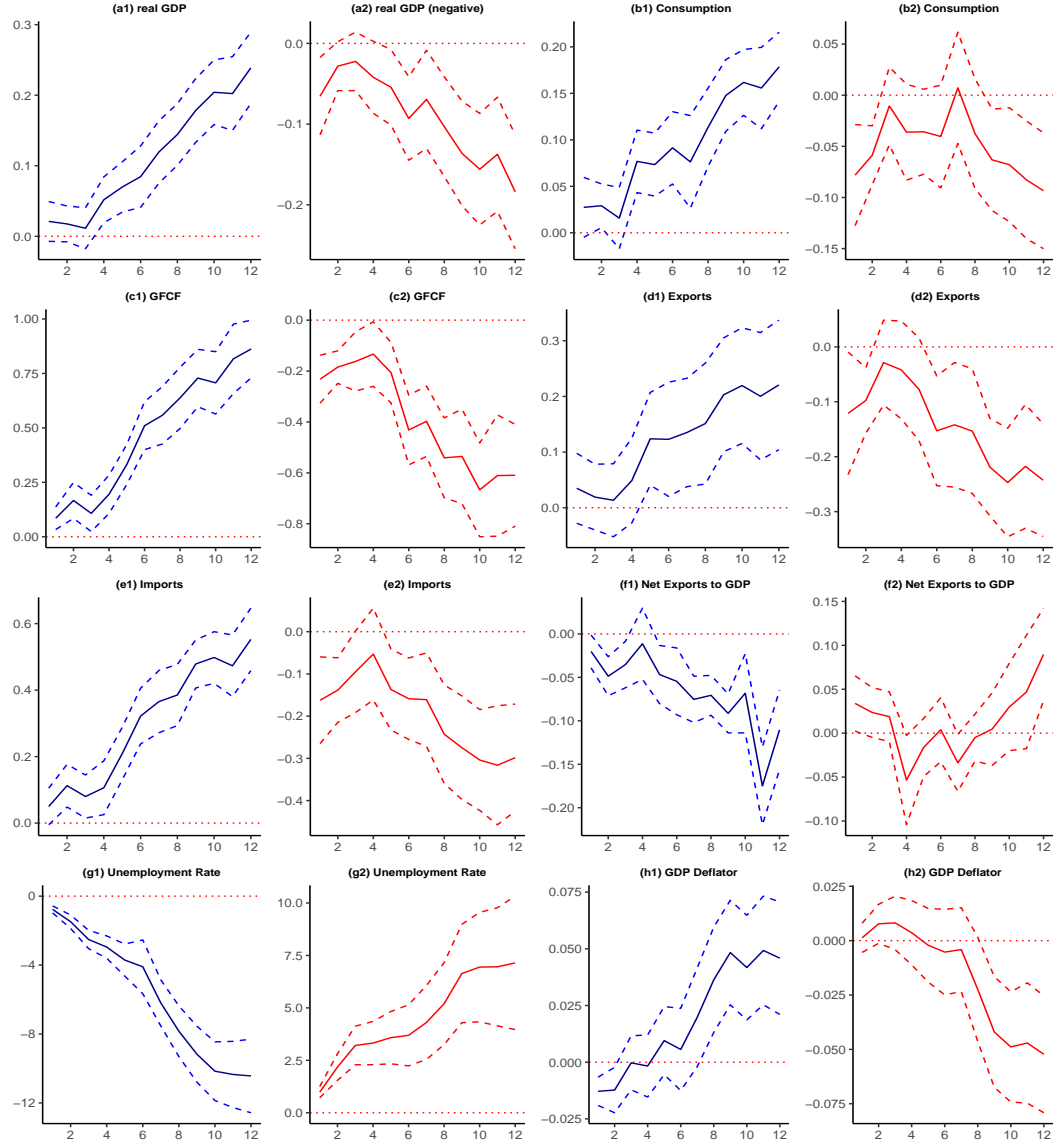 (a1) real GDP
0.3
0.2
0.1
0.0
2 4 6 8 10 12
(a2) real GDP (negative)
0.0
−0.1
−0.2
2 4 6 8 10 12
(b1) Consumption
0.20
0.15
0.10
0.05
0.00
2 4 6 8 10 12
(b2) Consumption
0.05
0.00
−0.05
−0.10
−0.15
2 4 6 8 10 12
(c1) GFCF
1.00
0.75
0.50
0.25
0.00
2 4 6 8 10 12
(c2) GFCF
0.0
−0.2
−0.4
−0.6
−0.8
2 4 6 8 10 12
(d1) Exports
0.3
0.2
0.1
0.0
2 4 6 8 10 12
(d2) Exports
0.0
−0.1
−0.2
−0.3
2 4 6 8 10 12
(e1) Imports
0.6
0.4
0.2
0.0
2 4 6 8 10 12
(e2) Imports
0.0
−0.1
−0.2
−0.3
−0.4
2 4 6 8 10 12
(f1) Net Exports to GDP
0.00
−0.05
−0.10
−0.15
−0.20
2 4 6 8 10 12
(f2) Net Exports to GDP
0.15
0.10
0.05
0.00
−0.05
−0.10
2 4 6 8 10 12
(g1) Unemployment Rate
0
−4
−8
−12
2 4 6 8 10 12
(g2) Unemployment Rate
10.0
7.5
5.0
2.5
0.0
2 4 6 8 10 12
(h1) GDP Deflator
0.075
0.050
0.025
0.000
−0.025
2 4 6 8 10 12
(h2) GDP Deflator
0.025
0.000
−0.025
−0.050
−0.075
2 4 6 8 10 12